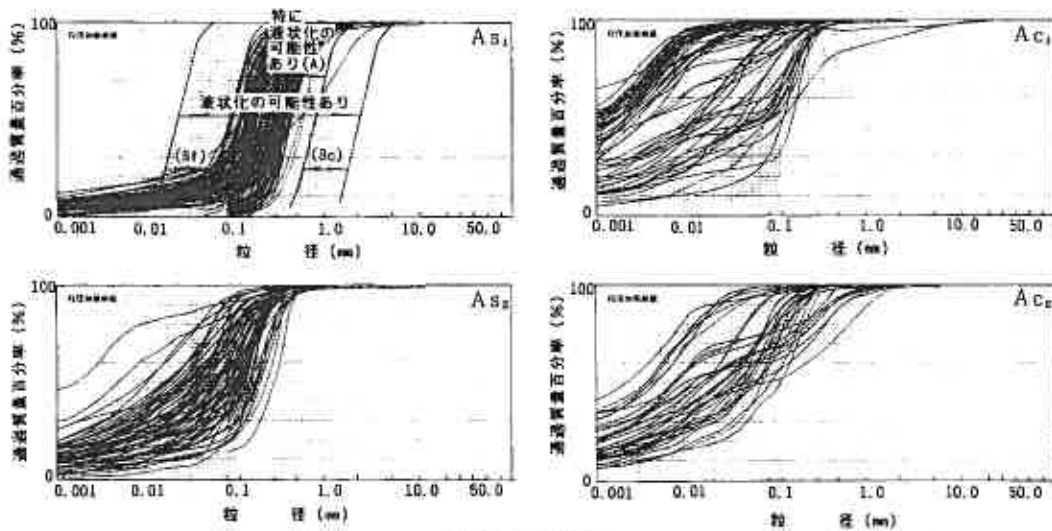 As₁
特に
液状化の
可能性
あり(A)
液状化の可能性あり
(Bf)
(Bc)
通過質量百分率 (%)
100
0
0.001 0.01 0.1 1.0 10.0 50.0
粒 径 (mm)
Ac₁
通過質量百分率 (%)
100
0
0.001 0.01 0.1 1.0 10.0 50.0
粒 径 (mm)
As₂
通過質量百分率 (%)
100
0
0.001 0.01 0.1 1.0 10.0 50.0
粒 径 (mm)
Ac₂
通過質量百分率 (%)
100
0
0.001 0.01 0.1 1.0 10.0 50.0
粒 径 (mm)